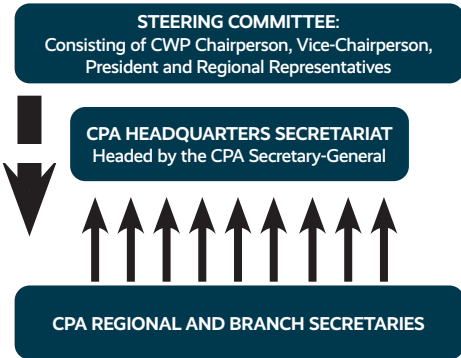 STEERING COMMITTEE:
Consisting of CWP Chairperson, Vice-Chairperson,
President and Regional Representatives
CPA HEADQUARTERS SECRETARIAT
Headed by the CPA Secretary-General
CPA REGIONAL AND BRANCH SECRETARIES